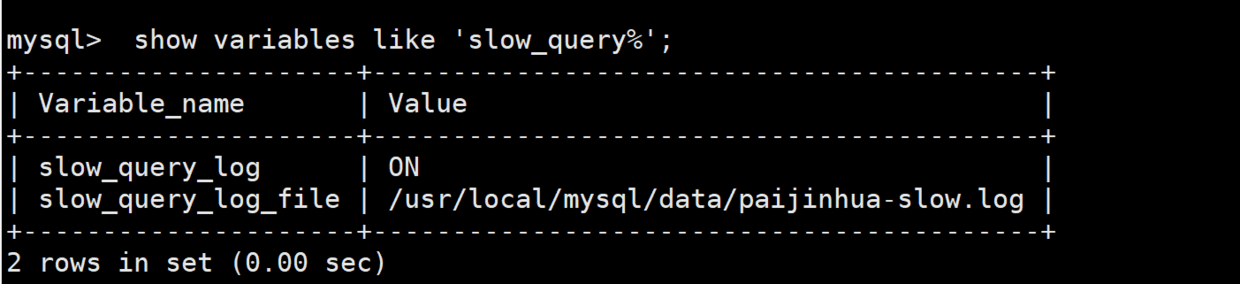 mysql>  show variables like 'slow_query%';
+---------------------+------------------------------------------+
| Variable_name       | Value                                    |
+---------------------+------------------------------------------+
| slow_query_log      | ON                                       |
| slow_query_log_file | /usr/local/mysql/data/paijinhua-slow.log |
+---------------------+------------------------------------------+
2 rows in set (0.00 sec)